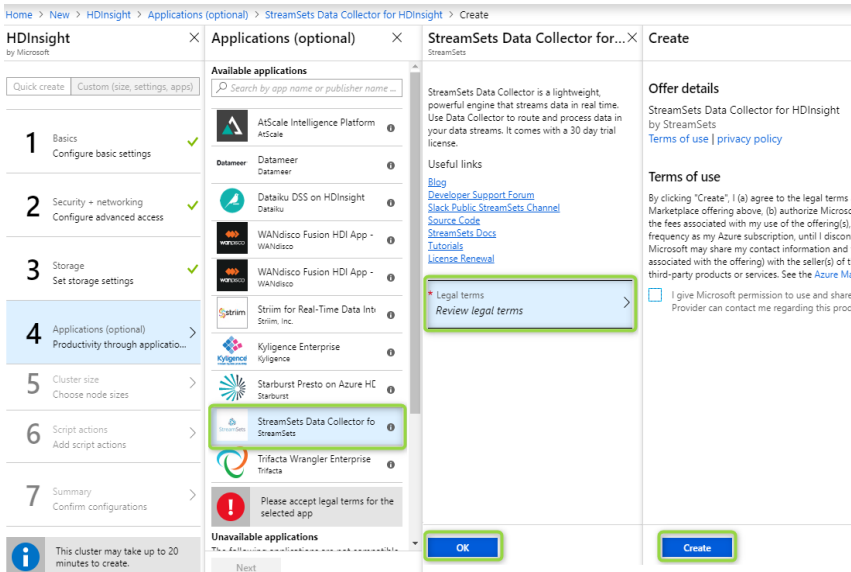 Home > New > HDInsight > Applications (optional) > StreamSets Data Collector for HDInsight > Create
HDInsight
by Microsoft
Quick create
Custom (size, settings, apps)
1
Basics
Configure basic settings
2
Security + networking
Configure advanced access
3
Storage
Set storage settings
4
Applications (optional)
Productivity through applicatio...
5
Cluster size
Choose node sizes
6
Script actions
Add script actions
7
Summary
Confirm configurations
This cluster may take up to 20
minutes to create.
Applications (optional)
Available applications
Search by app name or publisher name ...
AtScale Intelligence Platform
AtScale
Datameer
Datameer
Datameer
Dataiku DSS on HDInsight
Dataiku
WANdisco
WANdisco Fusion HDI App -
WANdisco
WANdisco
WANdisco Fusion HDI App -
WANdisco
striim
Striim for Real-Time Data Int
Striim, Inc.
Kyligence
Kyligence Enterprise
Kyligence
Starburst Presto on Azure HD
Starburst
StreamSets
StreamSets Data Collector fo
StreamSets
Trifacta Wrangler Enterprise
Trifacta
Please accept legal terms for the
selected app
Unavailable applications
The following applications are not compatible
Next
StreamSets Data Collector for...
StreamSets
StreamSets Data Collector is a lightweight,
powerful engine that streams data in real time.
Use Data Collector to route and process data in
your data streams. It comes with a 30 day trial
license.
Useful links
Blog
Developer Support Forum
Slack Public StreamSets Channel
Source Code
StreamSets Docs
Tutorials
License Renewal
* Legal terms
Review legal terms
OK
Create
Offer details
StreamSets Data Collector for HDInsight
by StreamSets
Terms of use | privacy policy
Terms of use
By clicking "Create", I (a) agree to the legal terms
Marketplace offering above, (b) authorize Microso
the fees associated with my use of the offering(s),
frequency as my Azure subscription, until I discon
Microsoft may share my contact information and
associated with the offering) with the seller(s) of t
third-party products or services. See the Azure Ma
I give Microsoft permission to use and share
Provider can contact me regarding this proc
Create